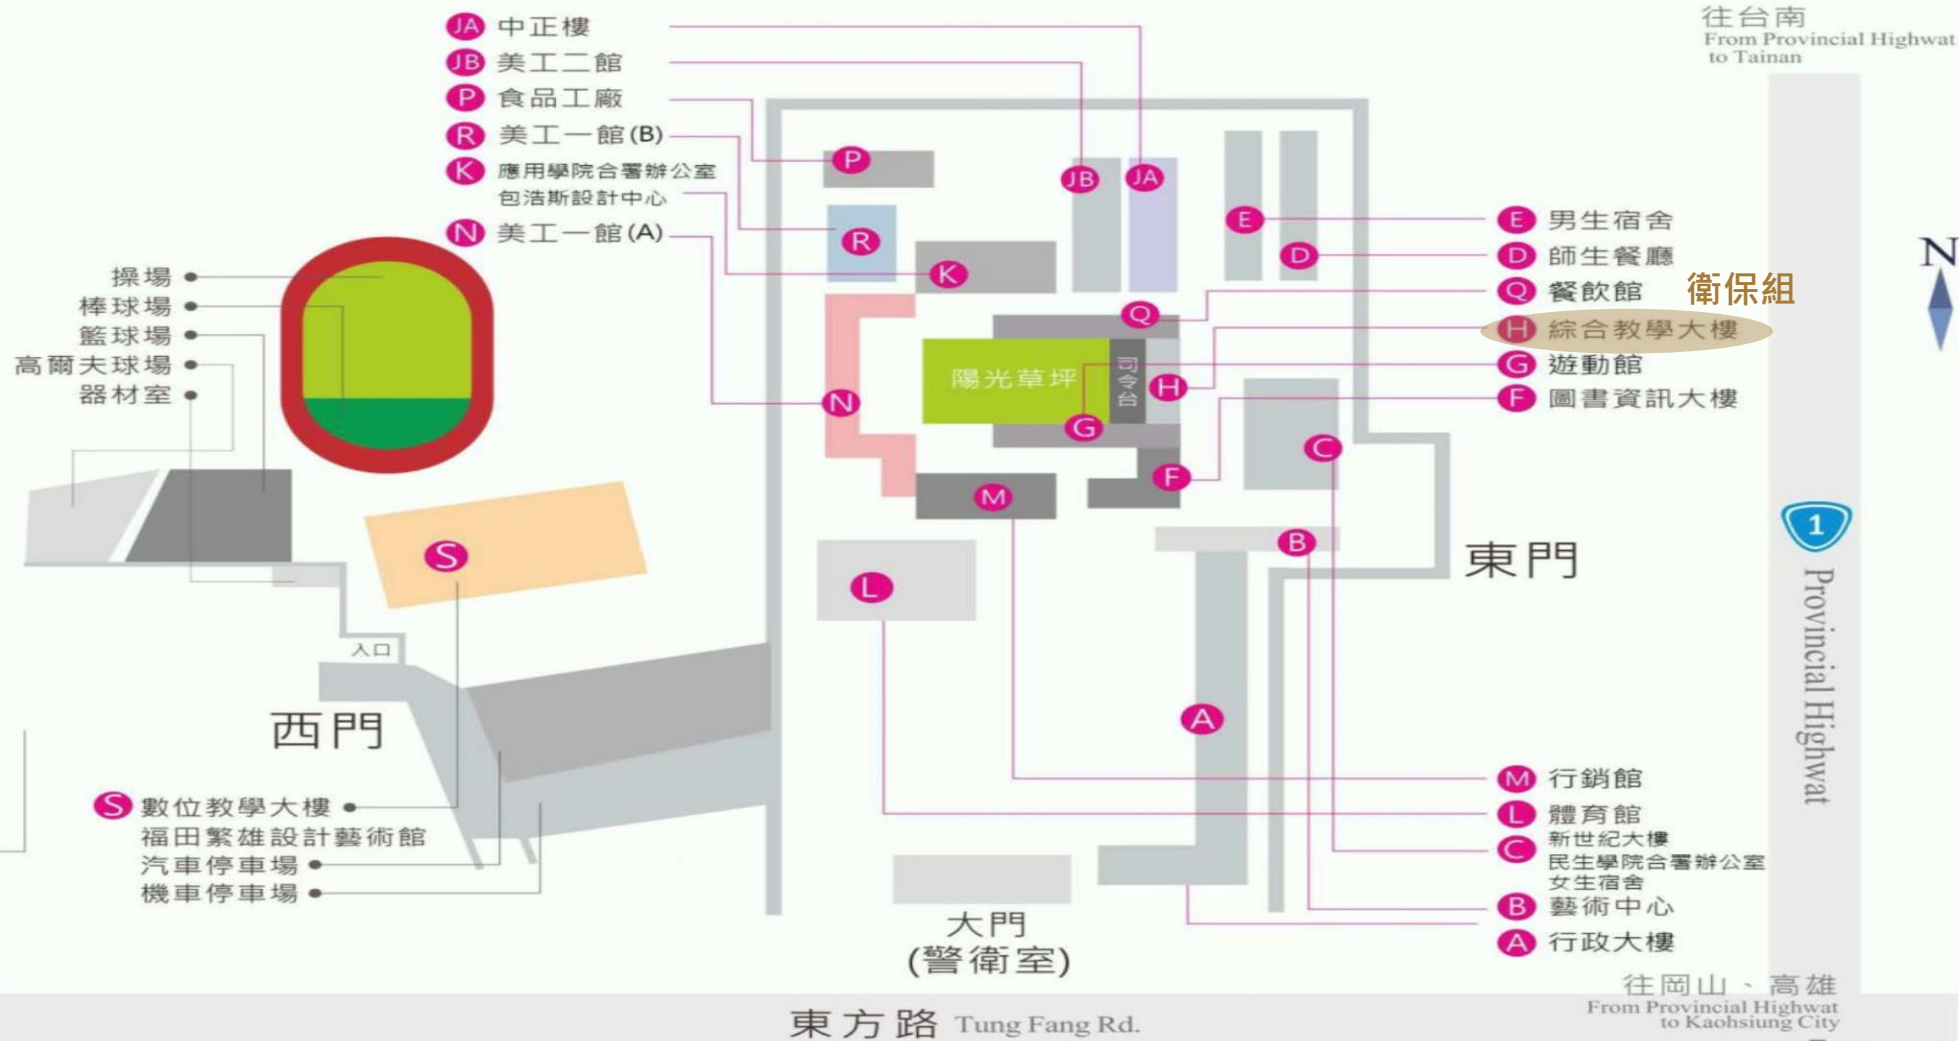 JA 中正樓
JB 美工二館
P 食品工廠
R 美工一館(B)
K 應用學院合署辦公室
包浩斯設計中心
N 美工一館(A)
往台南
From Provincial Highwat
to Tainan
P
JB
JA
R
K
E
D
E 男生宿舍
D 師生餐廳
Q 餐飲館
衛保組
H 綜合教學大樓
G 遊動館
F 圖書資訊大樓
N
操場
棒球場
籃球場
高爾夫球場
器材室
Q
陽光草坪
司令台
H
N
G
C
F
M
S
L
B
東門
1
Provincial Highwat
入口
西門
A
S 數位教學大樓
福田繁雄設計藝術館
汽車停車場
機車停車場
M 行銷館
L 體育館
C 新世紀大樓
民生學院合署辦公室
女生宿舍
B 藝術中心
A 行政大樓
大門
(警衛室)
往岡山、高雄
From Provincial Highwat
to Kaohsiung City
東方路 Tung Fang Rd.